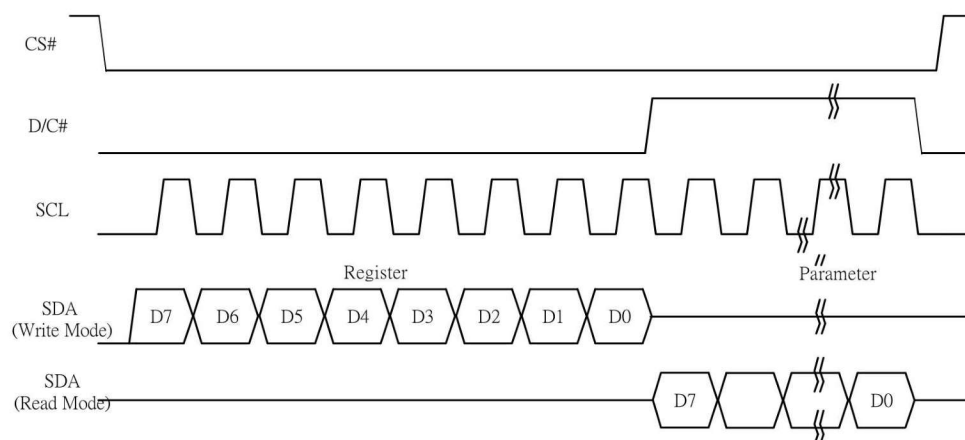 CS#
D/C#
SCL
Register Parameter
SDA
(Write Mode)
D7 D6 D5 D4 D3 D2 D1 D0
SDA
(Read Mode)
D7 D0